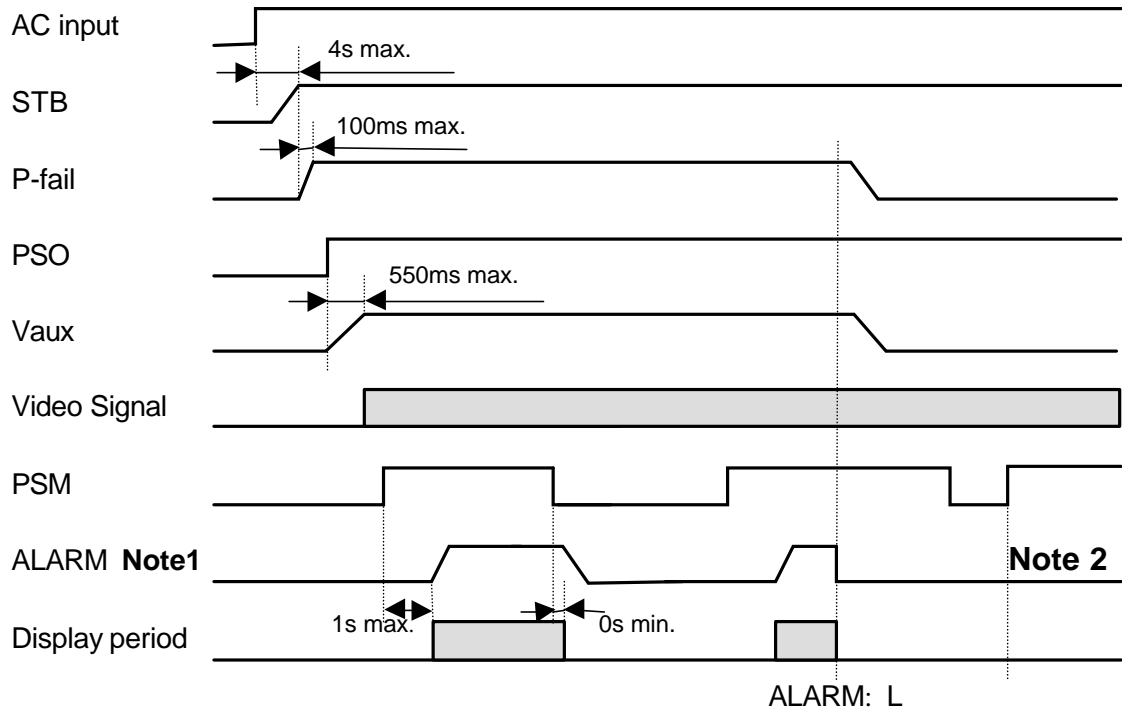 AC input
4s max.
STB
100ms max.
P-fail
PSO
550ms max.
Vaux
Video Signal
PSM
ALARM Note1
Note 2
1s max.
0s min.
Display period
ALARM: L